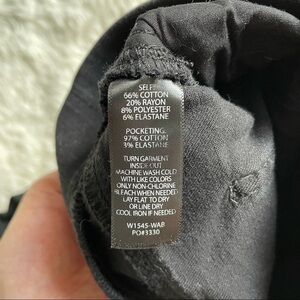 SELF:
66% COTTON
20% RAYON
8% POLYESTER
6% ELASTANE
POCKETING:
97% COTTON
3% ELASTANE
TURN GARMENT
INSIDE OUT
MACHINE WASH COLD
WITH LIKE COLORS
ONLY NON-CHLORINE
BLEACH WHEN NEEDED
LAY FLAT TO DRY
OR LINE DRY
COOL IRON IF NEEDED
W1545-WAB
PO#3330